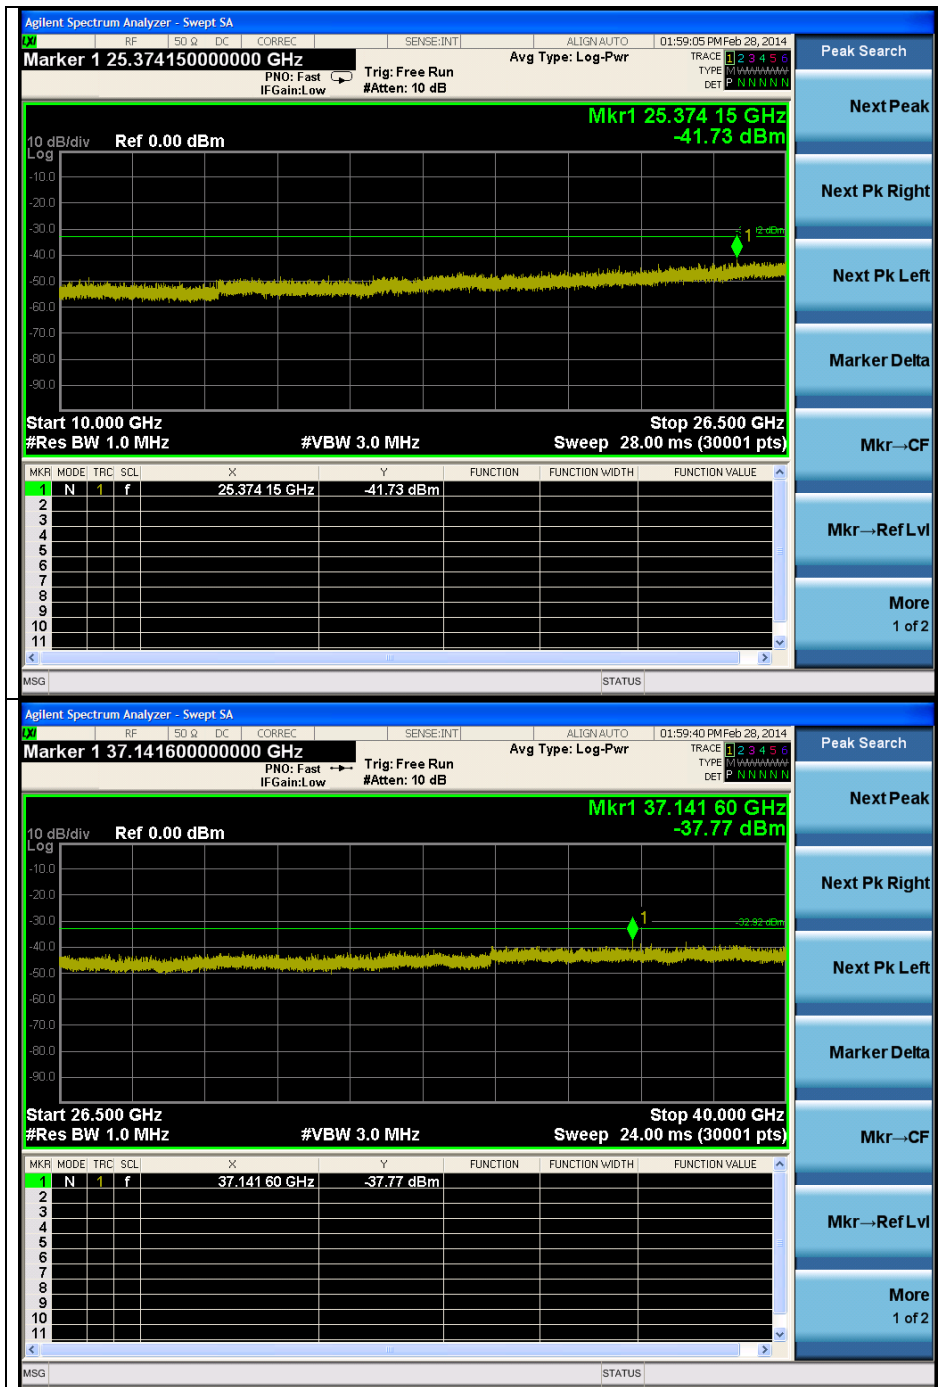 Agilent Spectrum Analyzer - Swept SA
LXI RF 50 Ω DC CORREC SENSE:INT ALIGN AUTO 01:59:05 PM Feb 28, 2014
Marker 1 25.374150000000 GHz
PNO: Fast
IFGain:Low
Trig: Free Run
#Atten: 10 dB
Avg Type: Log-Pwr
TRACE 1 2 3 4 5 6
TYPE M WWWWW
DET P N N N N N
Peak Search
Next Peak
Next Pk Right
Next Pk Left
Marker Delta
Mkr→CF
Mkr→Ref Lvl
More
1 of 2
Mkr1 25.374 15 GHz
-41.73 dBm
10 dB/div Ref 0.00 dBm
Log
-10.0
-20.0
-30.0
1
2 dBm
-40.0
-50.0
-60.0
-70.0
-80.0
-90.0
Start 10.000 GHz Stop 26.500 GHz
#Res BW 1.0 MHz #VBW 3.0 MHz Sweep 28.00 ms (30001 pts)
MKR MODE TRC SCL X Y FUNCTION FUNCTION WIDTH FUNCTION VALUE
1 N 1 f 25.374 15 GHz -41.73 dBm
2
3
4
5
6
7
8
9
10
11
MSG STATUS
Agilent Spectrum Analyzer - Swept SA
LXI RF 50 Ω DC CORREC SENSE:INT ALIGN AUTO 01:59:40 PM Feb 28, 2014
Marker 1 37.141600000000 GHz
PNO: Fast
IFGain:Low
Trig: Free Run
#Atten: 10 dB
Avg Type: Log-Pwr
TRACE 1 2 3 4 5 6
TYPE M WWWWW
DET P N N N N N
Peak Search
Next Peak
Next Pk Right
Next Pk Left
Marker Delta
Mkr→CF
Mkr→Ref Lvl
More
1 of 2
Mkr1 37.141 60 GHz
-37.77 dBm
10 dB/div Ref 0.00 dBm
Log
-10.0
-20.0
-30.0
1
-32.92 dBm
-40.0
-50.0
-60.0
-70.0
-80.0
-90.0
Start 26.500 GHz Stop 40.000 GHz
#Res BW 1.0 MHz #VBW 3.0 MHz Sweep 24.00 ms (30001 pts)
MKR MODE TRC SCL X Y FUNCTION FUNCTION WIDTH FUNCTION VALUE
1 N 1 f 37.141 60 GHz -37.77 dBm
2
3
4
5
6
7
8
9
10
11
MSG STATUS